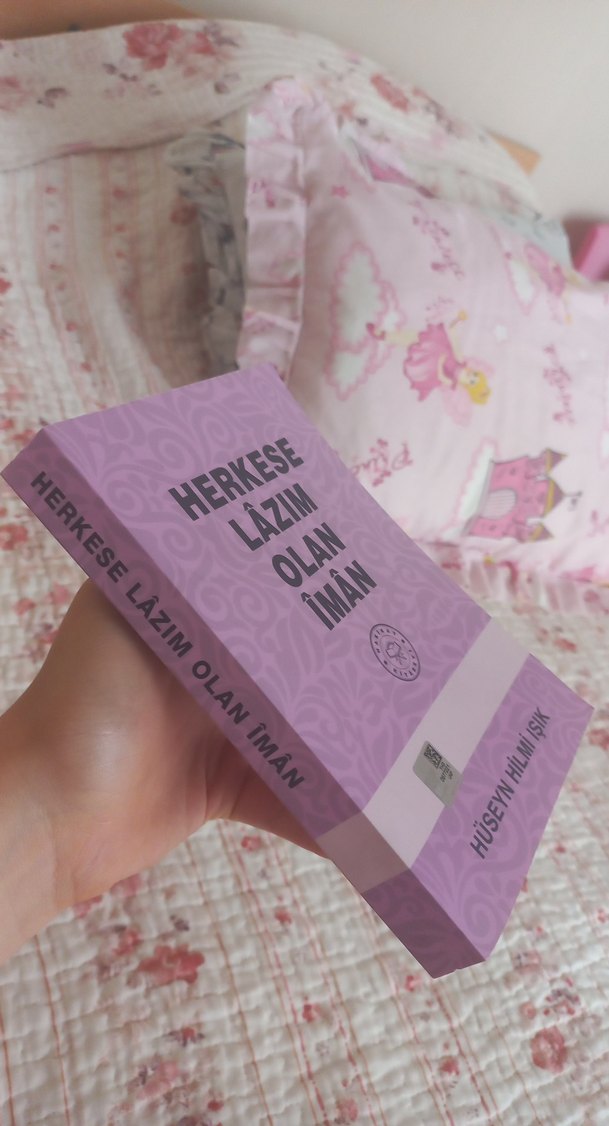 HERKESE
LÂZIM
OLAN
ÎMÂN
HÜSEYN HİLMİ IŞIK
HERKESE LÂZIM OLAN ÎMÂN